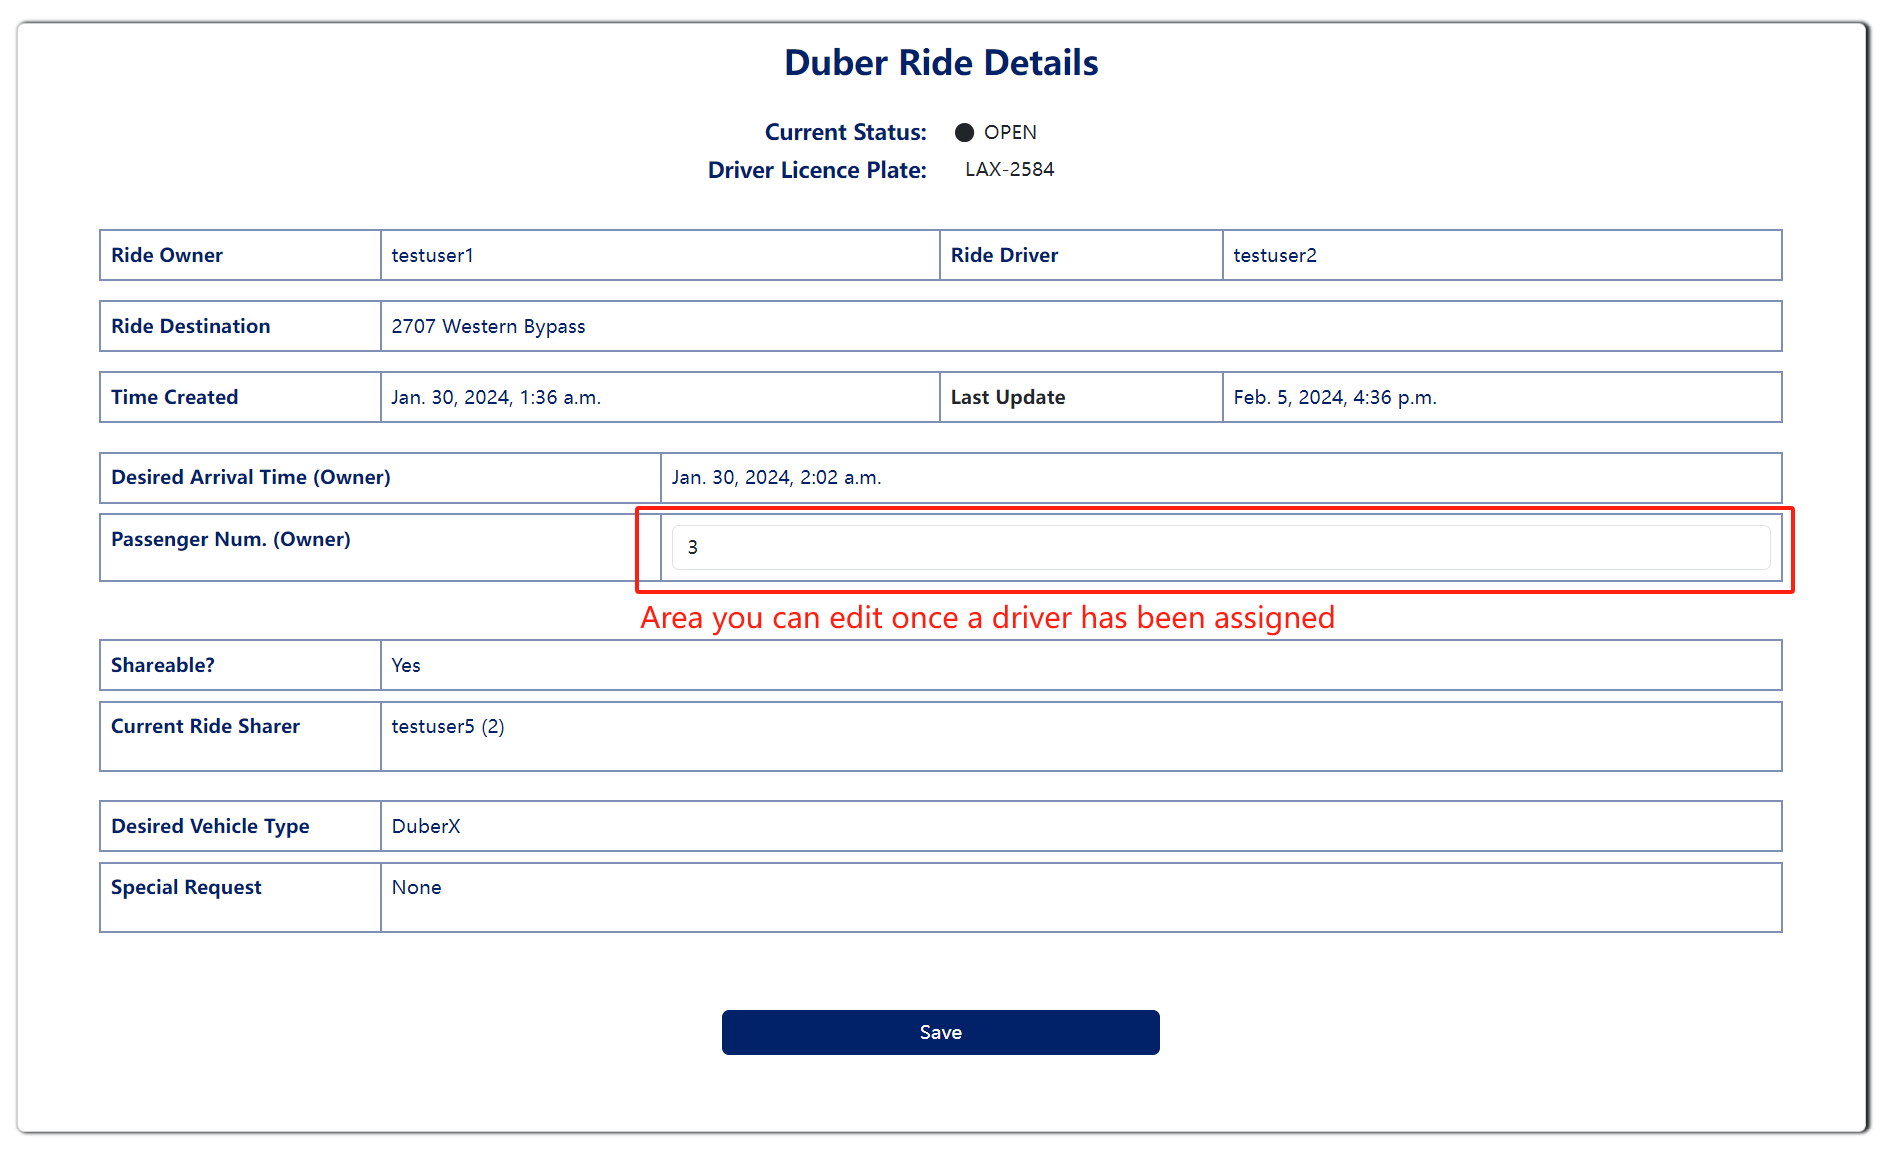 Duber Ride Details
Current Status: OPEN
Driver Licence Plate: LAX-2584
Ride Owner testuser1 Ride Driver testuser2
Ride Destination 2707 Western Bypass
Time Created Jan. 30, 2024, 1:36 a.m. Last Update Feb. 5, 2024, 4:36 p.m.
Desired Arrival Time (Owner) Jan. 30, 2024, 2:02 a.m.
Passenger Num. (Owner) 3
Area you can edit once a driver has been assigned
Shareable? Yes
Current Ride Sharer testuser5 (2)
Desired Vehicle Type DuberX
Special Request None
Save